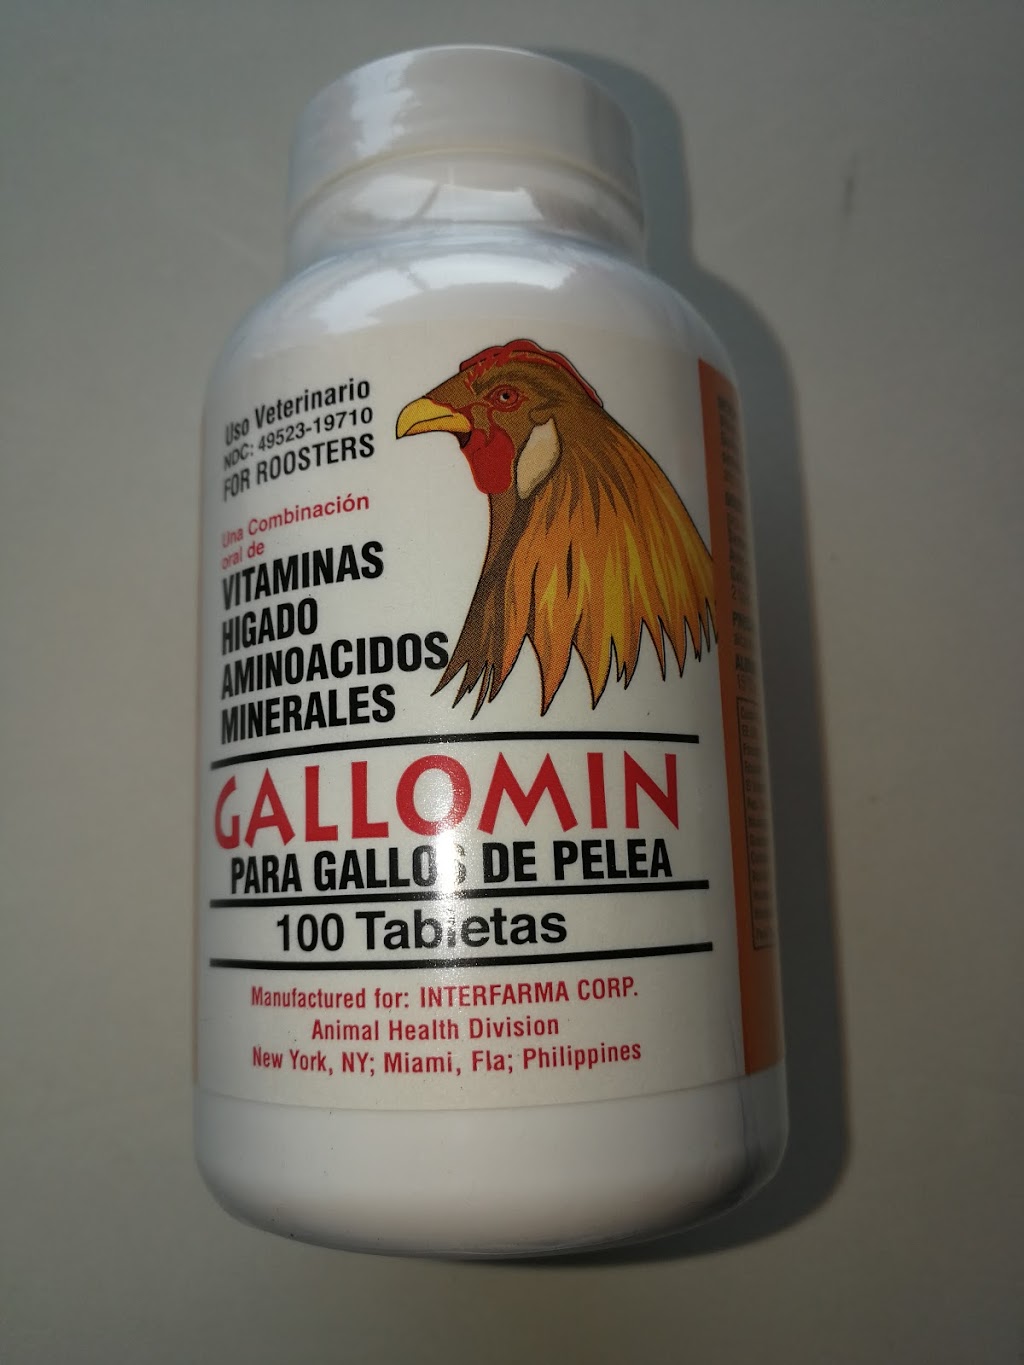 Uso Veterinario
NDC: 49523-19710
FOR ROOSTERS
Una Combinación
oral de
VITAMINAS
HIGADO
AMINOACIDOS
MINERALES
GALLOMIN
PARA GALLOS DE PELEA
100 Tabletas
Manufactured for: INTERFARMA CORP.
Animal Health Division
New York, NY; Miami, Fla; Philippines